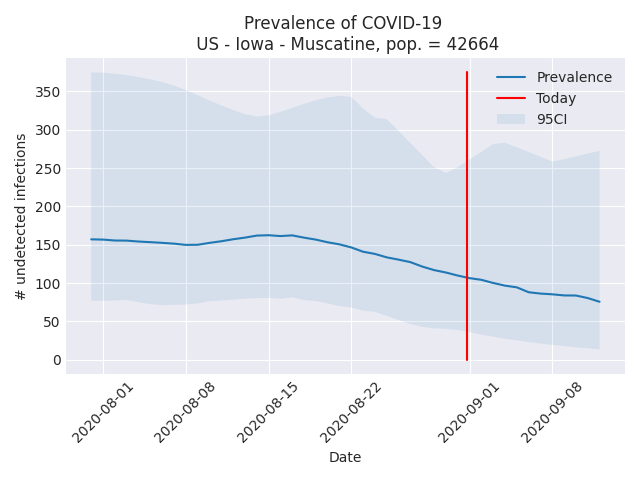 Prevalence of COVID-19
US - Iowa - Muscatine, pop. = 42664
Prevalence
Today
95CI
# undetected infections
350
300
250
200
150
100
50
0
2020-08-01
2020-08-08
2020-08-15
2020-08-22
2020-09-01
2020-09-08
Date